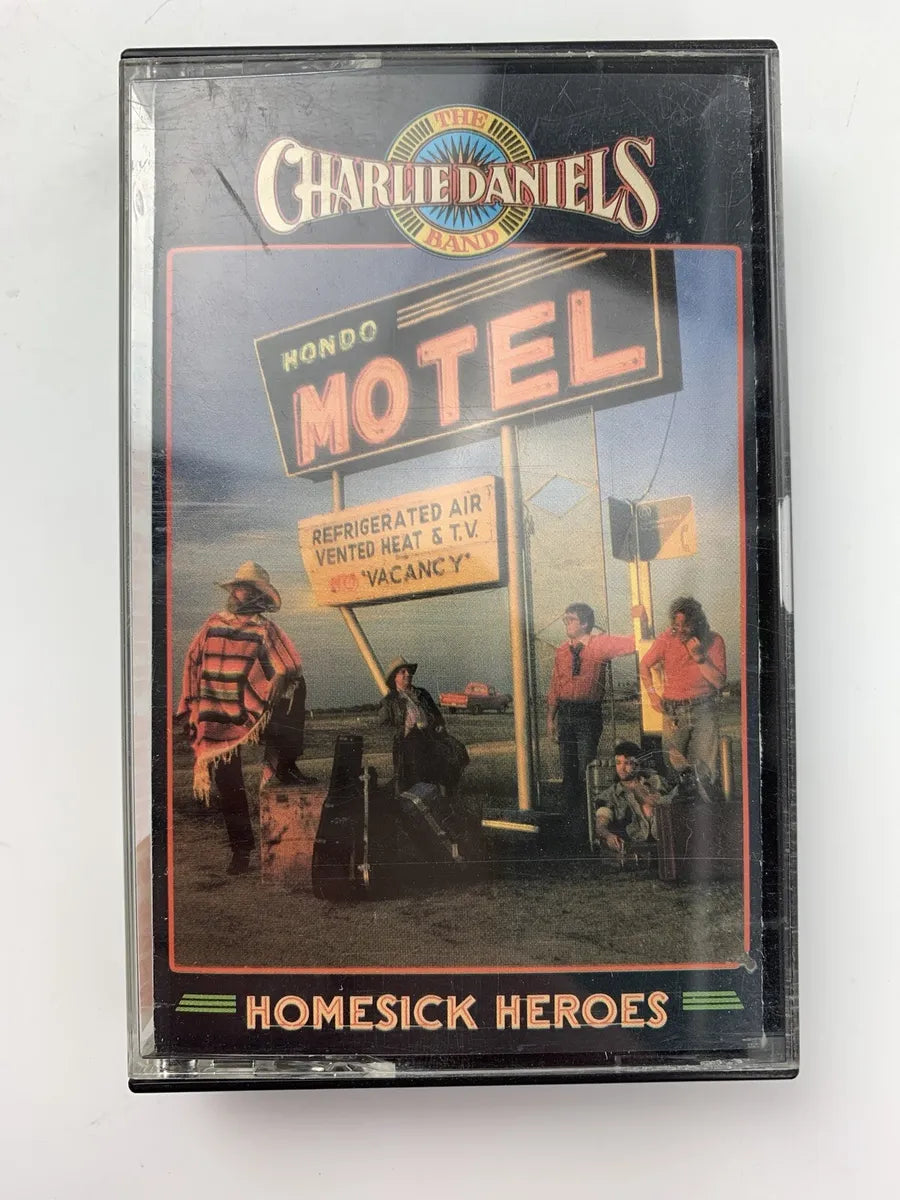 THE
CHARLIE DANIELS
BAND
HONDO
MOTEL
REFRIGERATED AIR
VENTED HEAT & T.V.
NO "VACANCY"
HOMESICK HEROES